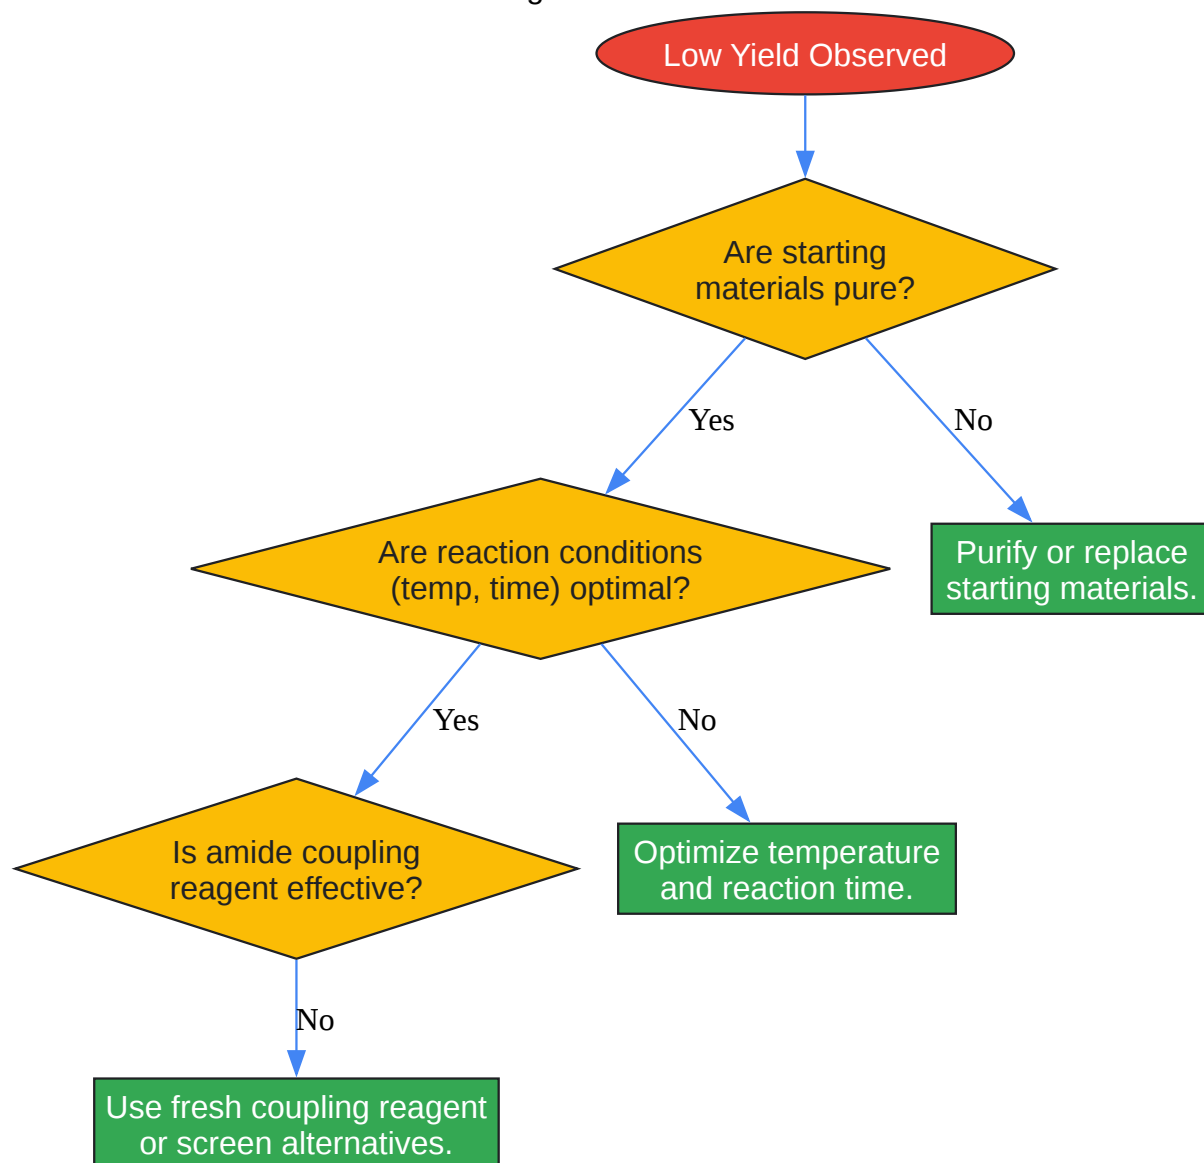 Low Yield Observed
Are starting
materials pure?
Yes
No
Are reaction conditions
(temp, time) optimal?
Purify or replace
starting materials.
Yes
No
Is amide coupling
reagent effective?
Optimize temperature
and reaction time.
No
Use fresh coupling reagent
or screen alternatives.